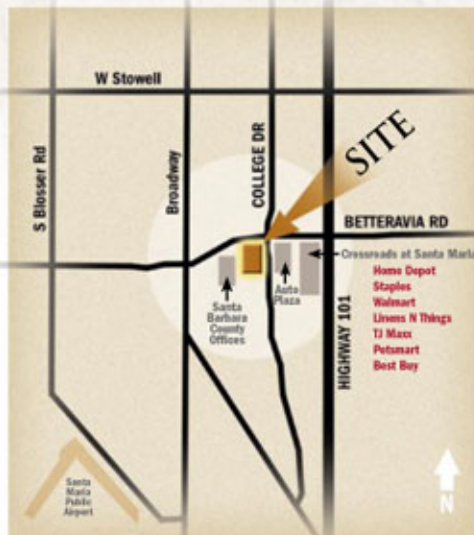 W Stowell
S Blosser Rd
Broadway
COLLEGE DR
SITE
BETTERAVIA RD
Crossroads at Santa Maria
Home Depot
Staples
Walmart
Linens N Things
TJ Maxx
Petsmart
Best Buy
Auto
Plaza
Santa
Barbara
County
Offices
HIGHWAY 101
Santa
Maria
Public
Airport
N